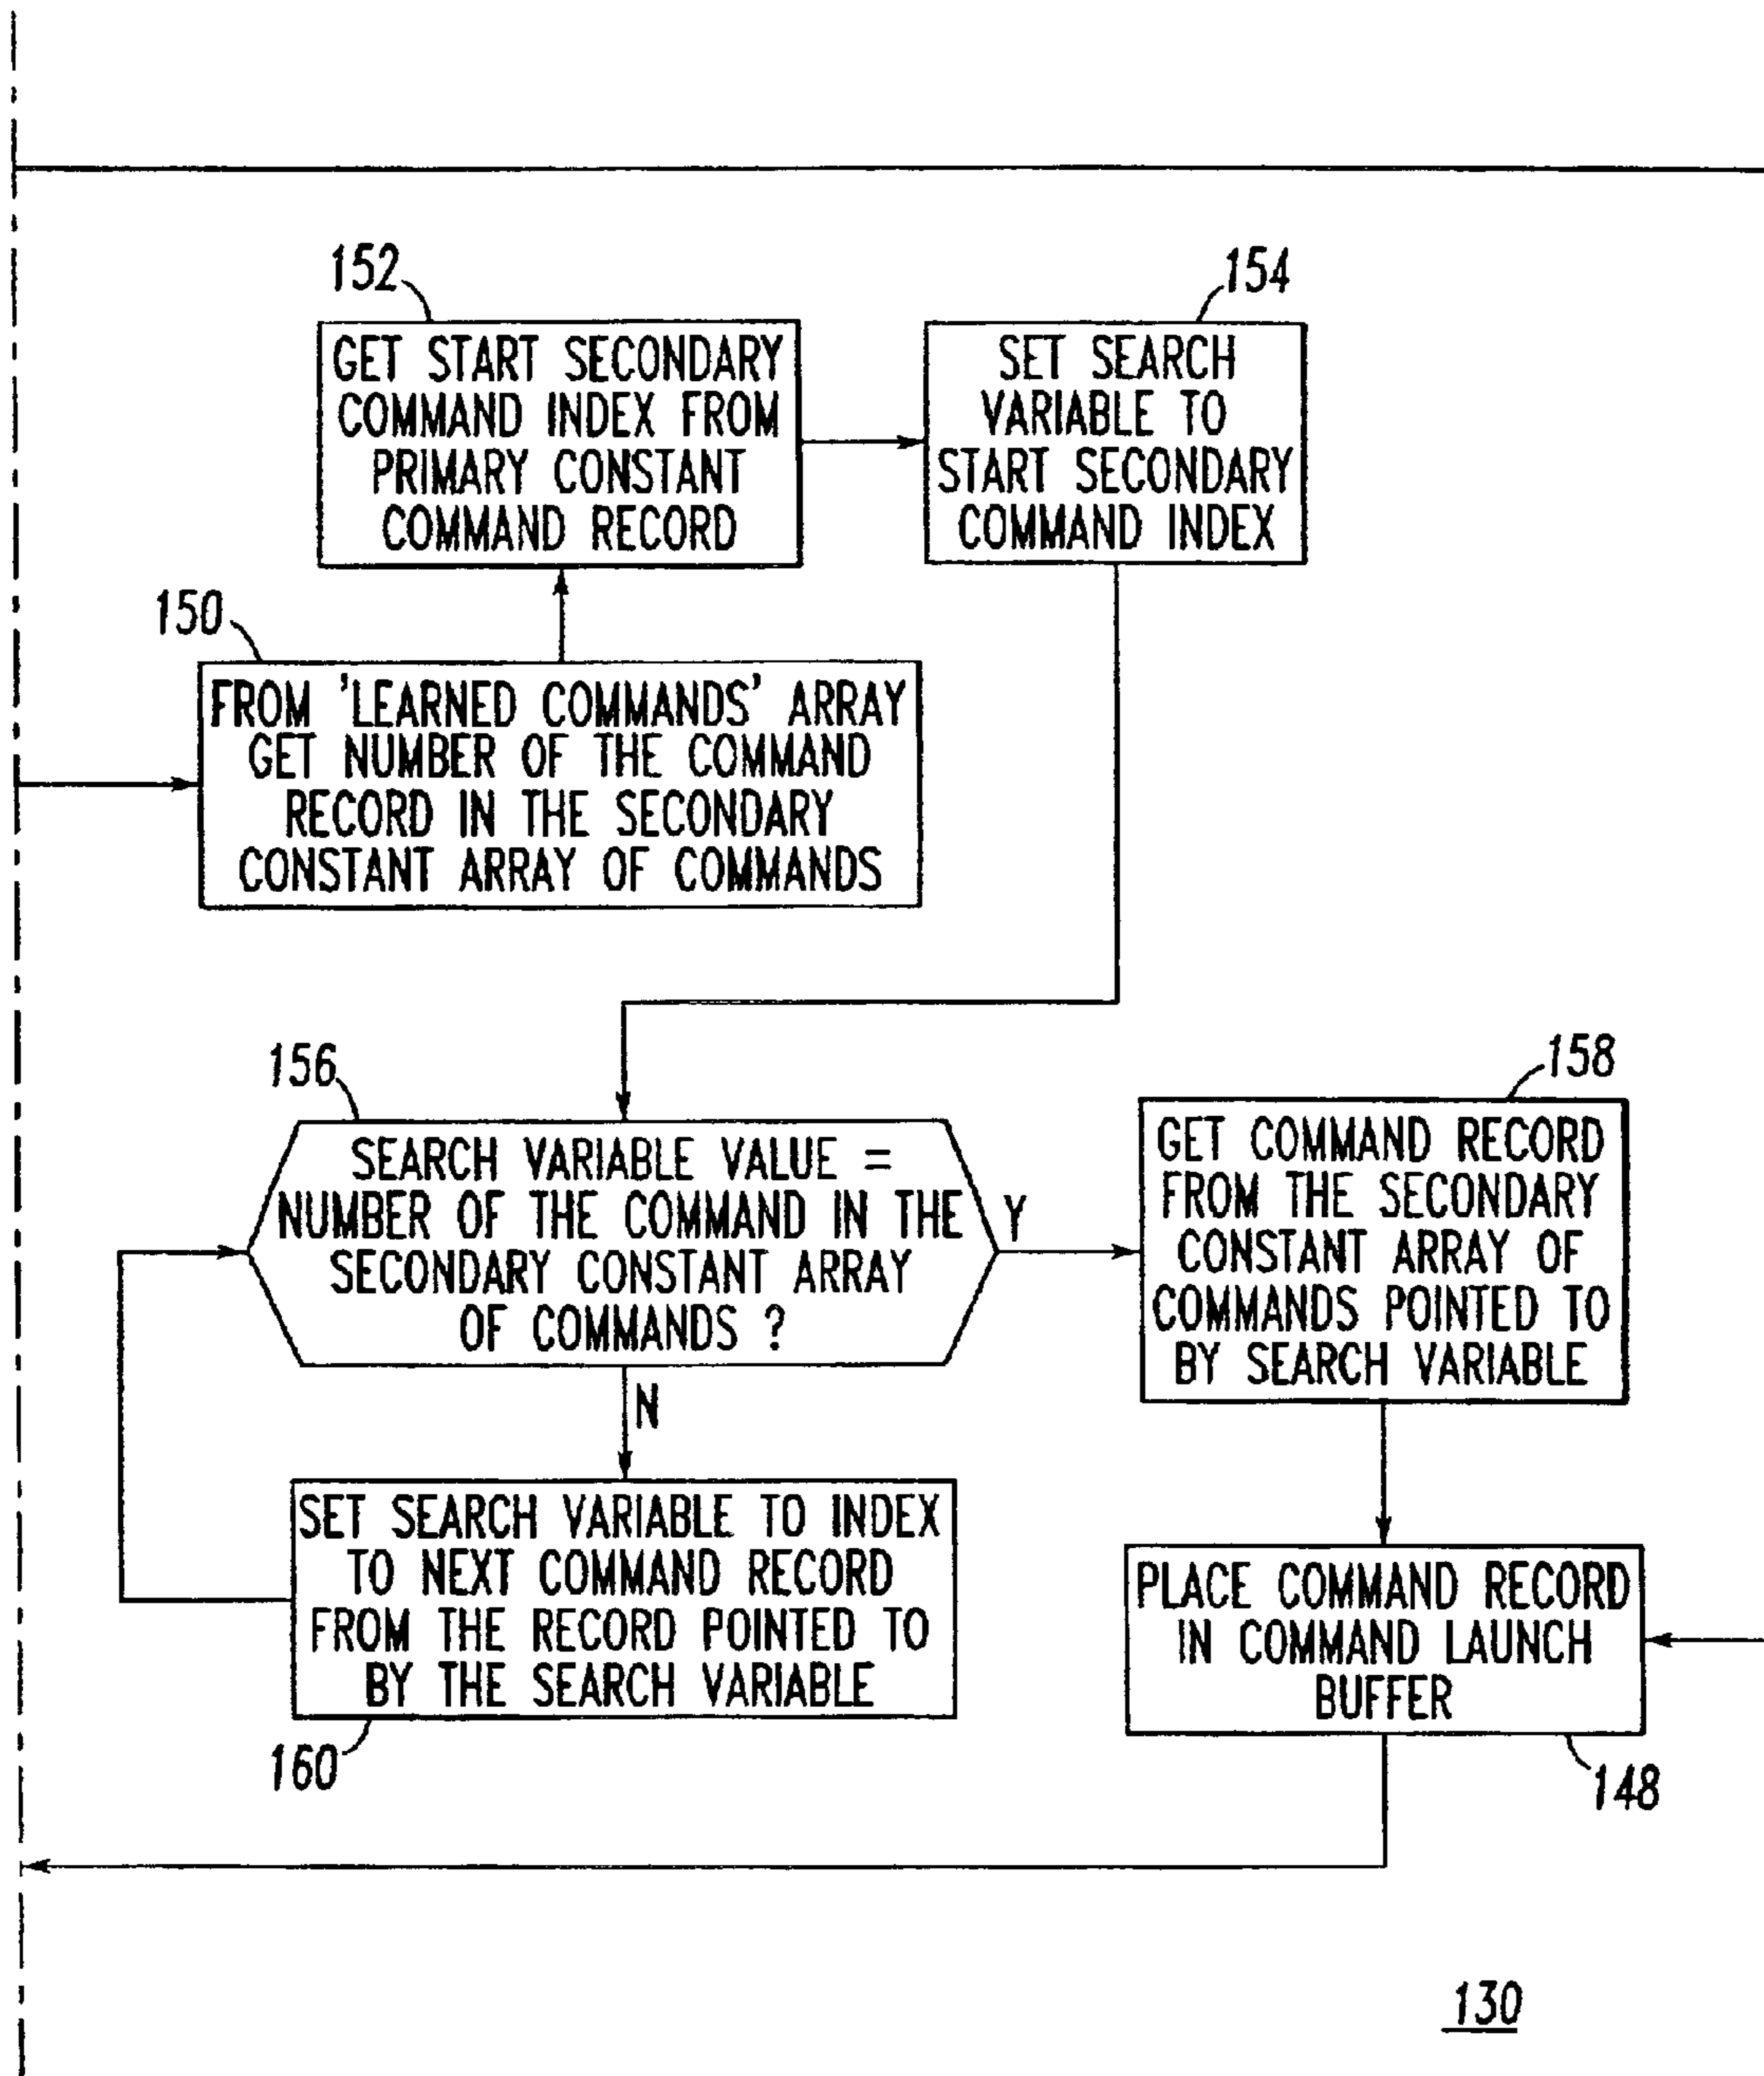 152
GET START SECONDARY
COMMAND INDEX FROM
PRIMARY CONSTANT
COMMAND RECORD
154
SET SEARCH
VARIABLE TO
START SECONDARY
COMMAND INDEX
150
FROM 'LEARNED COMMANDS' ARRAY
GET NUMBER OF THE COMMAND
RECORD IN THE SECONDARY
CONSTANT ARRAY OF COMMANDS
156
SEARCH VARIABLE VALUE =
NUMBER OF THE COMMAND IN THE
SECONDARY CONSTANT ARRAY
OF COMMANDS ?
Y
N
158
GET COMMAND RECORD
FROM THE SECONDARY
CONSTANT ARRAY OF
COMMANDS POINTED TO
BY SEARCH VARIABLE
SET SEARCH VARIABLE TO INDEX
TO NEXT COMMAND RECORD
FROM THE RECORD POINTED TO
BY THE SEARCH VARIABLE
160
PLACE COMMAND RECORD
IN COMMAND LAUNCH
BUFFER
148
130